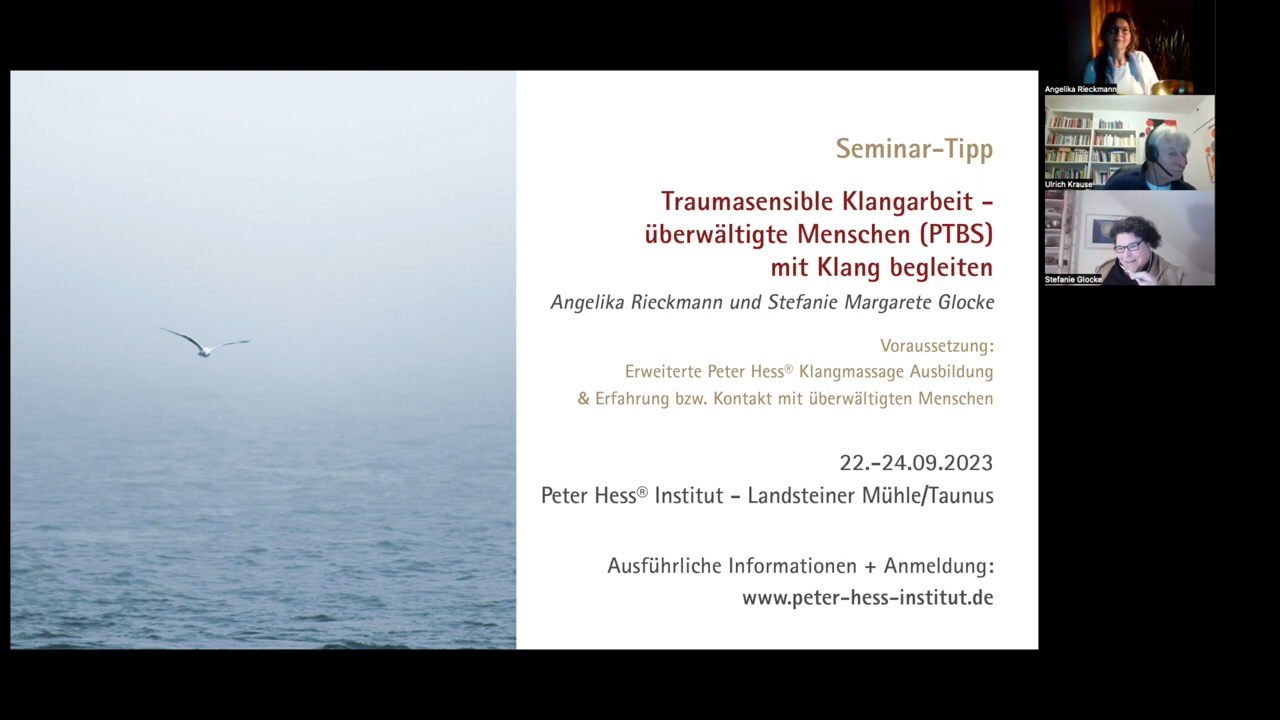 Seminar-Tipp
Traumasensible Klangarbeit –
überwältigte Menschen (PTBS)
mit Klang begleiten
Angelika Rieckmann und Stefanie Margarete Glocke
Voraussetzung:
Erweiterte Peter Hess® Klangmassage Ausbildung
& Erfahrung bzw. Kontakt mit überwältigten Menschen
22.–24.09.2023
Peter Hess® Institut – Landsteiner Mühle/Taunus
Ausführliche Informationen + Anmeldung:
www.peter-hess-institut.de
Angelika Rieckmann
Ulrich Krause
Stefanie Glocke